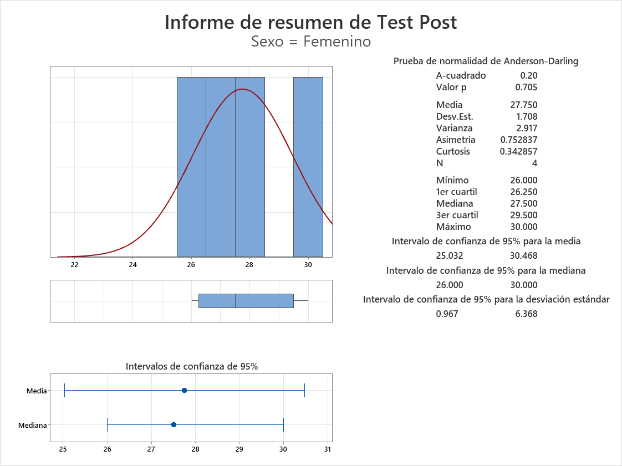 Informe de resumen de Test Post
Sexo = Femenino
Prueba de normalidad de Anderson-Darling
A-cuadrado 0.20
Valor p 0.705
Media 27.750
Desv.Est. 1.708
Varianza 2.917
Asimetría 0.752837
Curtosis 0.342857
N 4
Mínimo 26.000
1er cuartil 26.250
Mediana 27.500
3er cuartil 29.500
Máximo 30.000
Intervalo de confianza de 95% para la media
25.032 30.468
Intervalo de confianza de 95% para la mediana
26.000 30.000
Intervalo de confianza de 95% para la desviación estándar
0.967 6.368
22 24 26 28 30
Intervalos de confianza de 95%
Media
Mediana
25 26 27 28 29 30 31